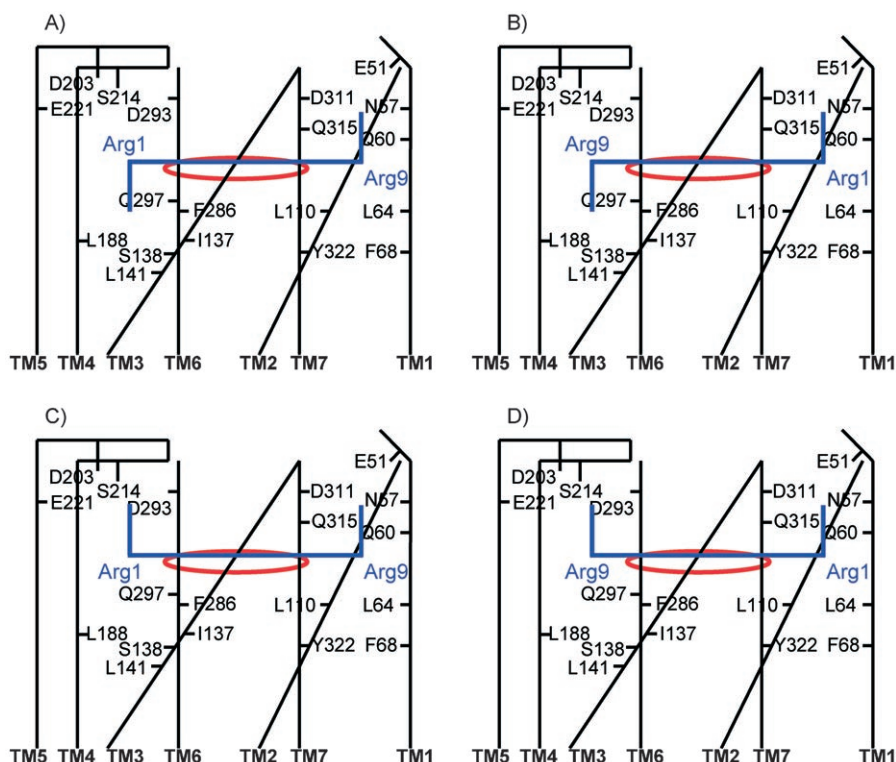 A) B)
E51 E51
D203 D203
S214 S214
E221 D293 D311 N57 E221 D293 D311 N57
Arg1 Q315 Q60 Arg9 Q315 Q60
Arg9 Arg1
Q297 F286 L110 L64 Q297 F286 L110 L64
L188 I137 L188 I137
S138 Y322 F68 S138 Y322 F68
L141 L141
TM5 TM4 TM3 TM6 TM2 TM7 TM1 TM5 TM4 TM3 TM6 TM2 TM7 TM1
C) D)
E51 E51
D203 D203
S214 S214
E221 D293 D311 N57 E221 D293 D311 N57
Q315 Q60 Q315 Q60
Arg1 Arg9 Arg9 Arg1
Q297 F286 L110 L64 Q297 F286 L110 L64
L188 I137 L188 I137
S138 Y322 F68 S138 Y322 F68
L141 L141
TM5 TM4 TM3 TM6 TM2 TM7 TM1 TM5 TM4 TM3 TM6 TM2 TM7 TM1